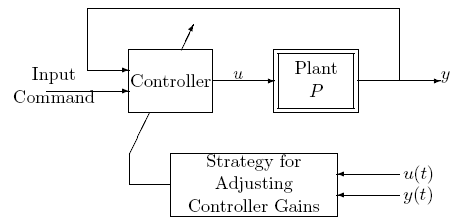 Input
Command
Controller
u
Plant
P
y
Strategy for
Adjusting
Controller Gains
u(t)
y(t)